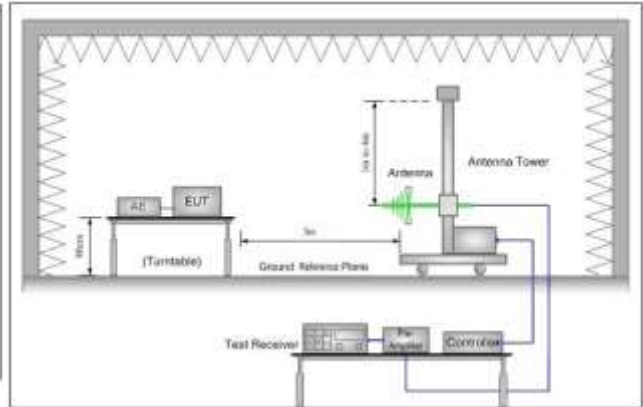 1m to 4m
Antenna
Antenna Tower
AE
EUT
3m
80cm
(Turntable)
Ground Reference Plane
Test Receiver
Pre-
Amplifier
Controller